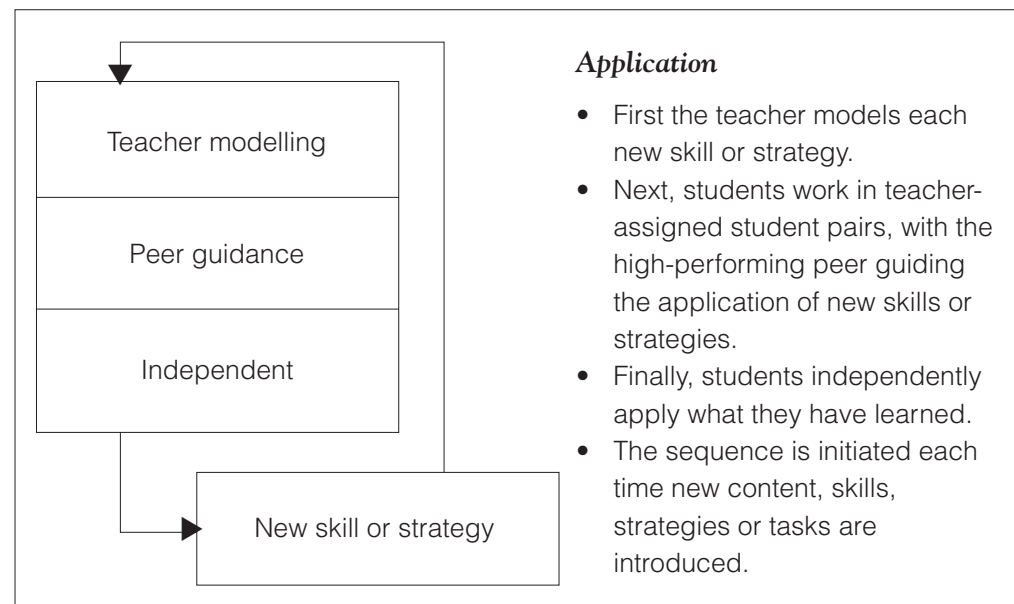 Teacher modelling
Peer guidance
Independent
New skill or strategy
Application
• First the teacher models each
new skill or strategy.
• Next, students work in teacher-
assigned student pairs, with the
high-performing peer guiding
the application of new skills or
strategies.
• Finally, students independently
apply what they have learned.
• The sequence is initiated each
time new content, skills,
strategies or tasks are
introduced.